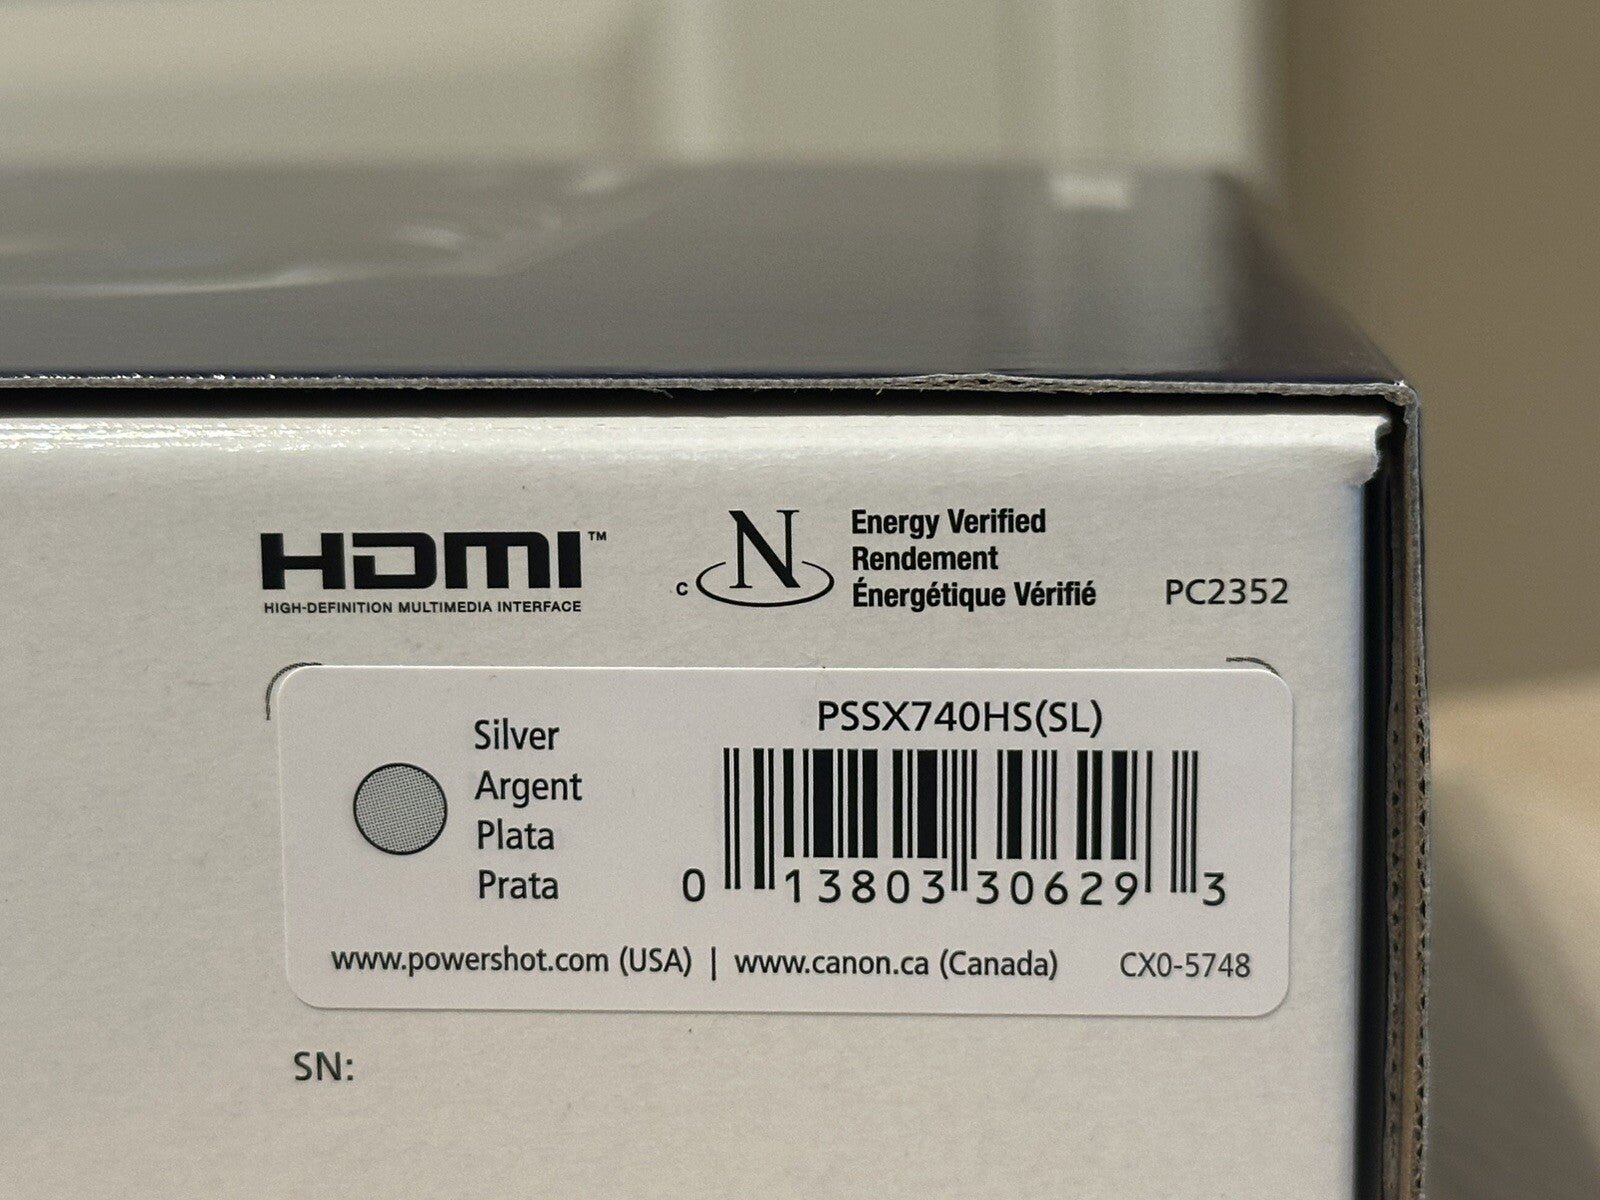 HDMI™
HIGH-DEFINITION MULTIMEDIA INTERFACE
C N
Energy Verified
Rendement
Énergétique Vérifié
PC2352
Silver
Argent
Plata
Prata
PSSX740HS(SL)
0 13803 30629 3
www.powershot.com (USA) | www.canon.ca (Canada)
CX0-5748
SN: